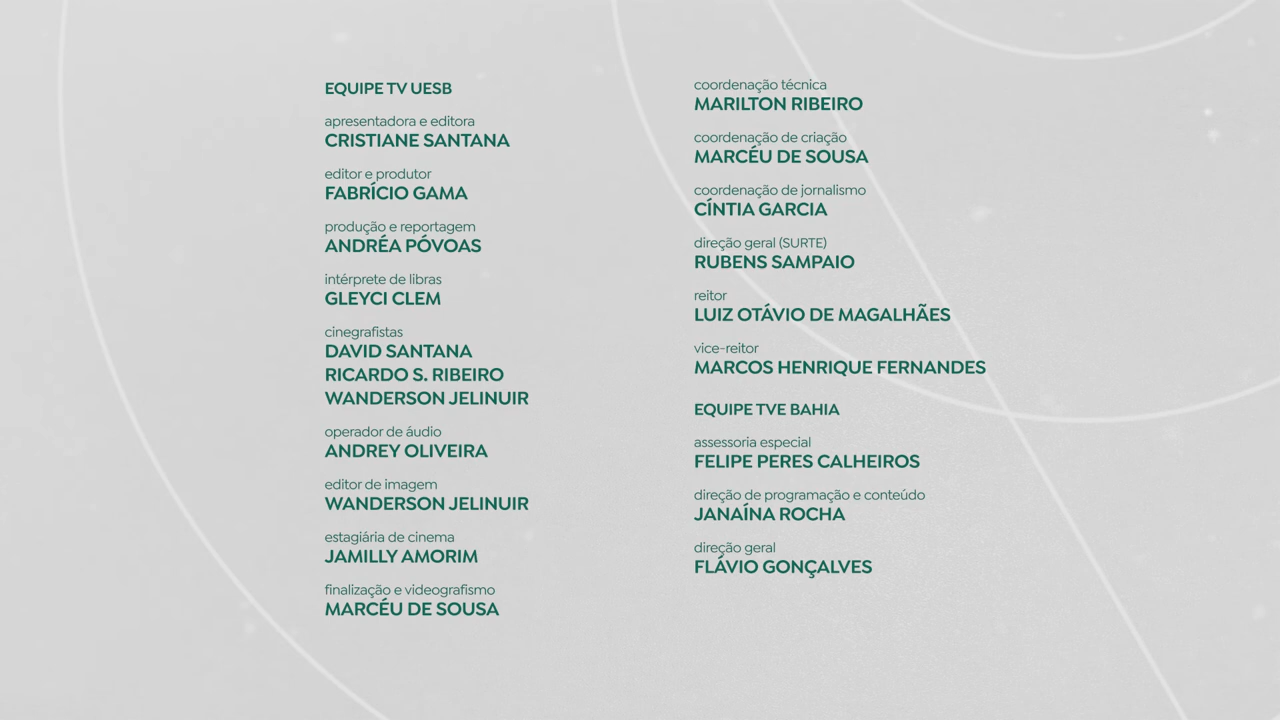 EQUIPE TV UESB
apresentadora e editora
CRISTIANE SANTANA
editor e produtor
FABRÍCIO GAMA
produção e reportagem
ANDRÉA PÓVOAS
intérprete de libras
GLEYCI CLEM
cinegrafistas
DAVID SANTANA
RICARDO S. RIBEIRO
WANDERSON JELINUIR
operador de áudio
ANDREY OLIVEIRA
editor de imagem
WANDERSON JELINUIR
estagiária de cinema
JAMILLY AMORIM
finalização e videografismo
MARCÉU DE SOUSA
coordenação técnica
MARILTON RIBEIRO
coordenação de criação
MARCÉU DE SOUSA
coordenação de jornalismo
CÍNTIA GARCIA
direção geral (SURTE)
RUBENS SAMPAIO
reitor
LUIZ OTÁVIO DE MAGALHÃES
vice-reitor
MARCOS HENRIQUE FERNANDES
EQUIPE TVE BAHIA
assessoria especial
FELIPE PERES CALHEIROS
direção de programação e conteúdo
JANAÍNA ROCHA
direção geral
FLÁVIO GONÇALVES